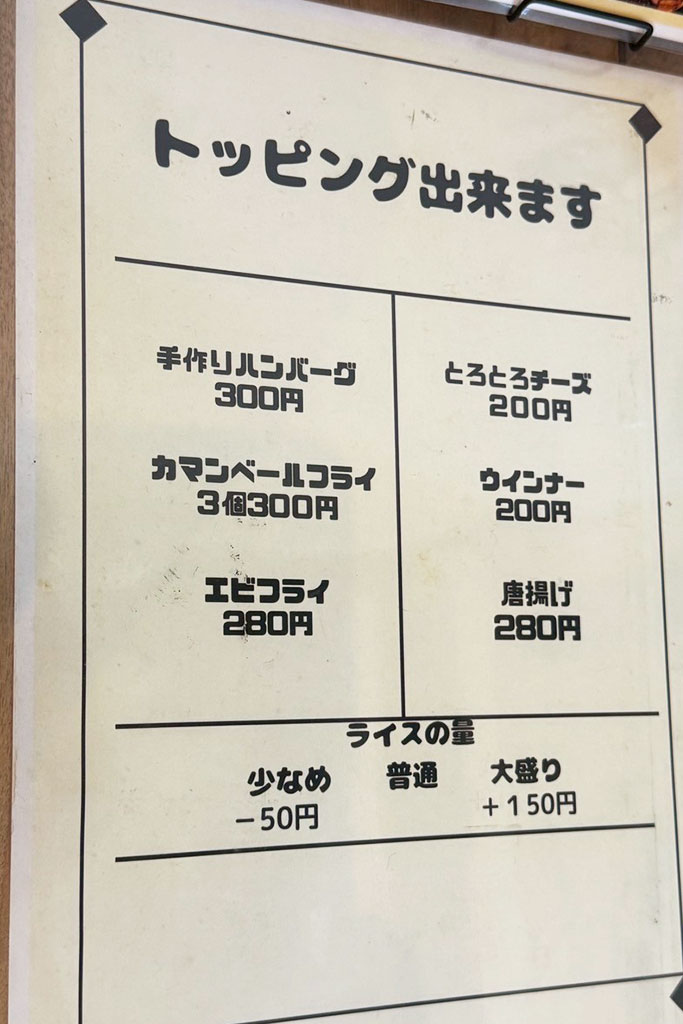 トッピング出来ます
手作りハンバーグ
300円
カマンベールフライ
3個300円
エビフライ
280円
とろとろチーズ
200円
ウインナー
200円
唐揚げ
280円
ライスの量
少なめ 普通 大盛り
－50円 ＋150円